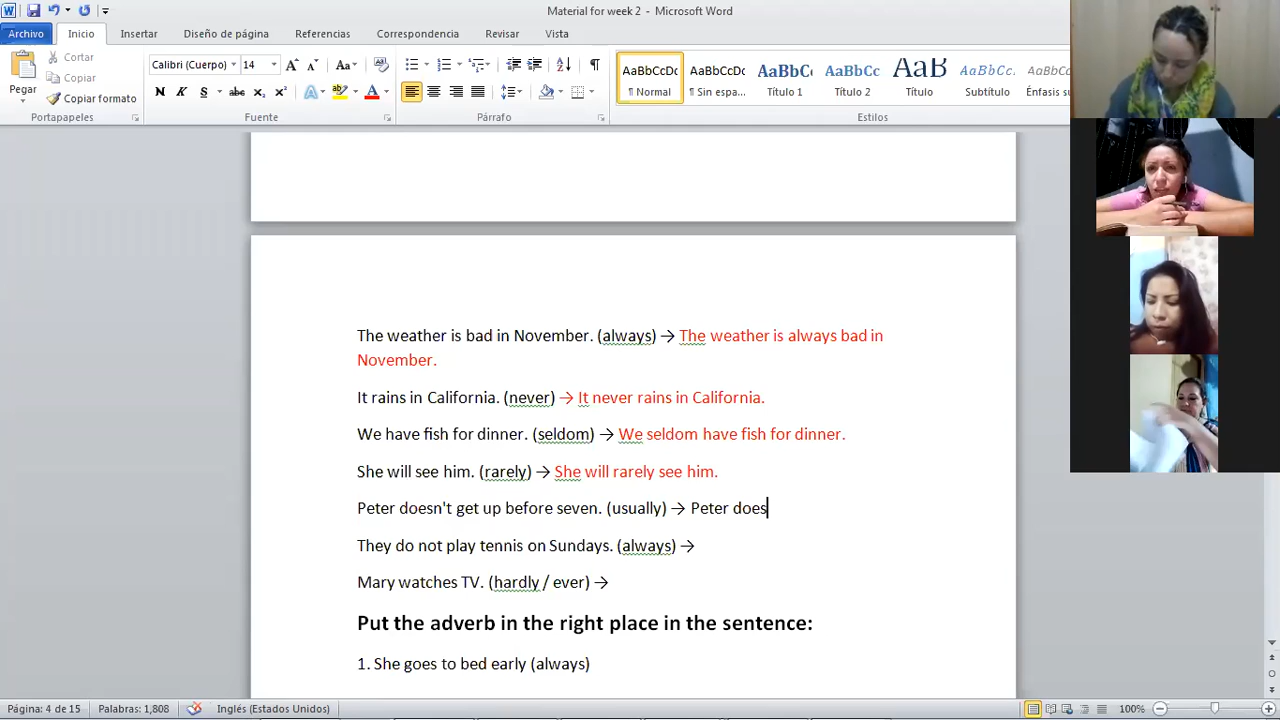 Material for week 2 - Microsoft Word
Archivo Inicio Insertar Diseño de página Referencias Correspondencia Revisar Vista
Pegar
Cortar
Copiar
Copiar formato
Portapapeles
Calibri (Cuerpo) 14
Fuente
Párrafo
AaBbCcDc AaBbCcDc AaBbC AaBbCc AaB AaBbCc. AaBbCcDc
¶ Normal ¶ Sin espa... Título 1 Título 2 Título Subtítulo Énfasis su
Estilos
The weather is bad in November. (always) → The weather is always bad in
November.
It rains in California. (never) → It never rains in California.
We have fish for dinner. (seldom) → We seldom have fish for dinner.
She will see him. (rarely) → She will rarely see him.
Peter doesn't get up before seven. (usually) → Peter does
They do not play tennis on Sundays. (always) →
Mary watches TV. (hardly / ever) →
Put the adverb in the right place in the sentence:
1. She goes to bed early (always)
Página: 4 de 15 Palabras: 1,808 Inglés (Estados Unidos) 100%